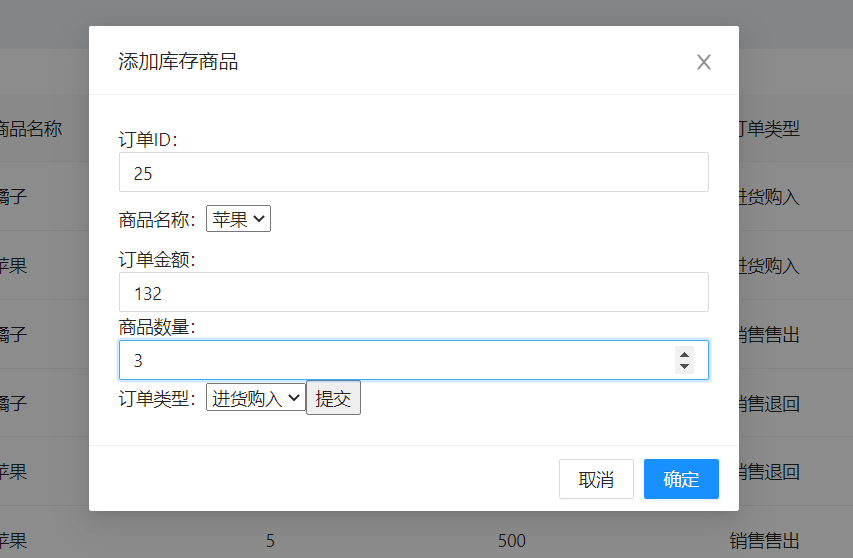 添加库存商品
订单ID：
25
商品名称
订单类型
橘子
进货购入
商品名称：苹果
订单金额：
苹果
进货购入
132
商品数量：
橘子
销售售出
3
订单类型：进货购入 提交
橘子
销售退回
苹果
销售退回
取消 确定
苹果 5 500 销售售出